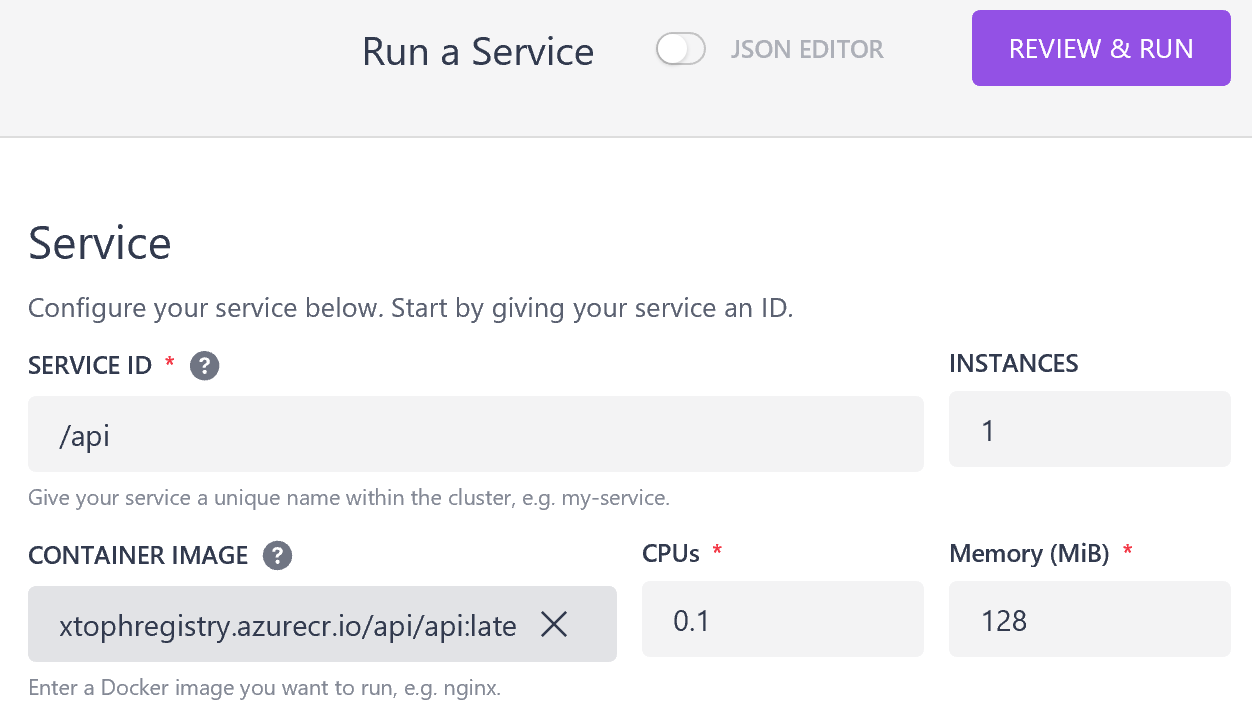 Run a Service
JSON EDITOR
REVIEW & RUN
Service
Configure your service below. Start by giving your service an ID.
SERVICE ID * ?
INSTANCES
/api
1
Give your service a unique name within the cluster, e.g. my-service.
CONTAINER IMAGE ?
CPUs *
Memory (MiB) *
xtophregistry.azurecr.io/api/api:late
0.1
128
Enter a Docker image you want to run, e.g. nginx.